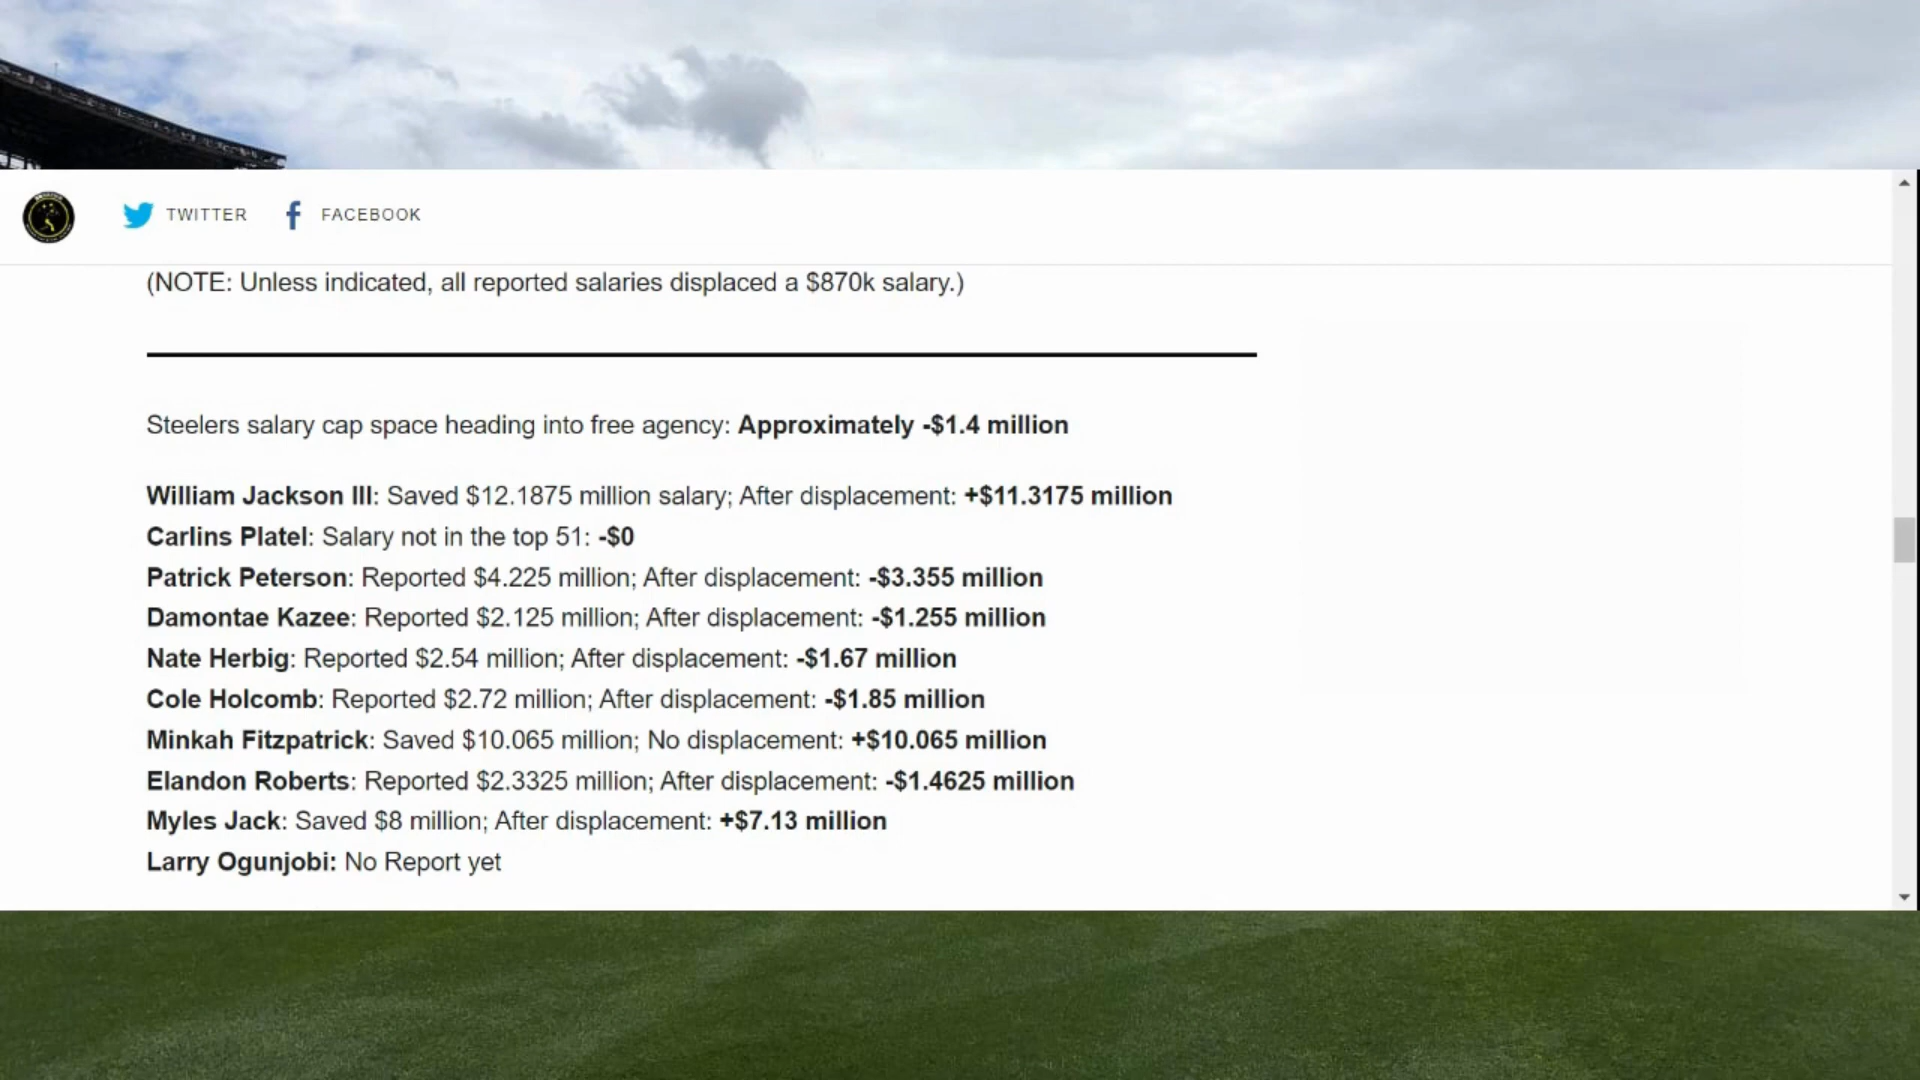 TWITTER FACEBOOK
(NOTE: Unless indicated, all reported salaries displaced a $870k salary.)
Steelers salary cap space heading into free agency: Approximately -$1.4 million
William Jackson III: Saved $12.1875 million salary; After displacement: +$11.3175 million
Carlins Platel: Salary not in the top 51: -$0
Patrick Peterson: Reported $4.225 million; After displacement: -$3.355 million
Damontae Kazee: Reported $2.125 million; After displacement: -$1.255 million
Nate Herbig: Reported $2.54 million; After displacement: -$1.67 million
Cole Holcomb: Reported $2.72 million; After displacement: -$1.85 million
Minkah Fitzpatrick: Saved $10.065 million; No displacement: +$10.065 million
Elandon Roberts: Reported $2.3325 million; After displacement: -$1.4625 million
Myles Jack: Saved $8 million; After displacement: +$7.13 million
Larry Ogunjobi: No Report yet